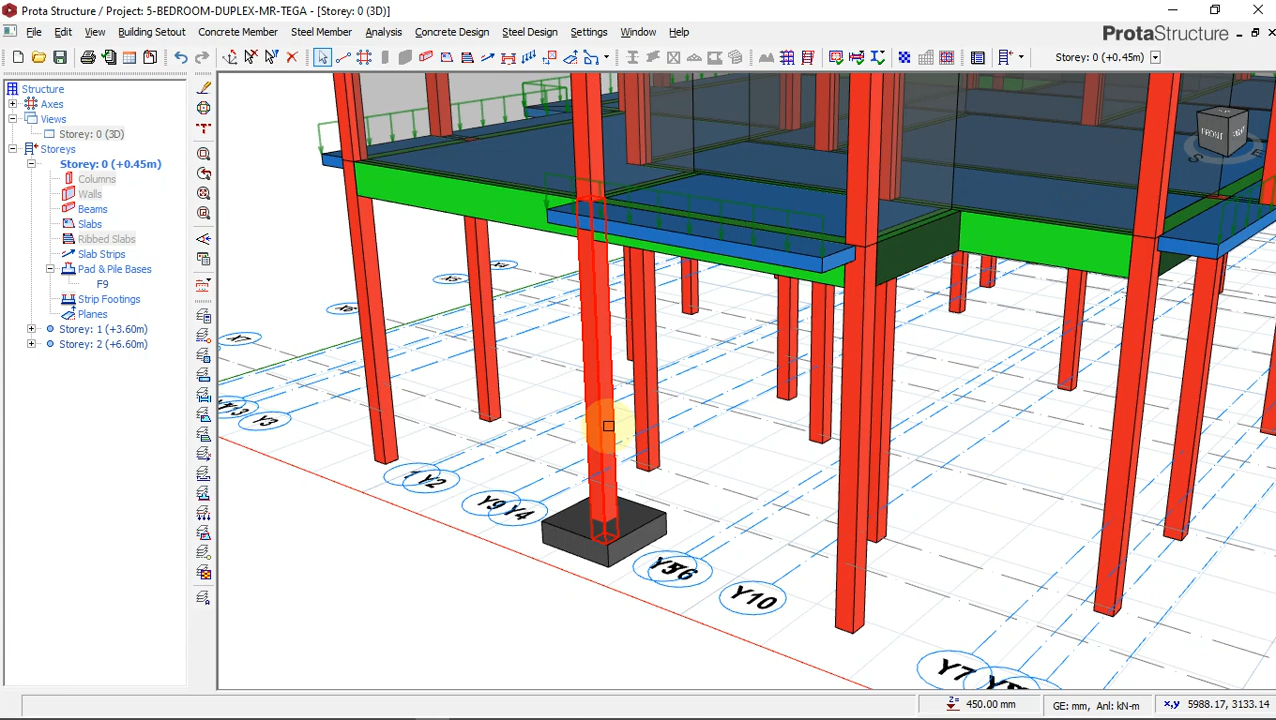 Prota Structure / Project: 5-BEDROOM-DUPLEX-MR-TEGA - [Storey: 0 (3D)]
File Edit View Building Setout Concrete Member Steel Member Analysis Concrete Design Steel Design Settings Window Help
ProtaStructure
Storey: 0 (+0.45m)
Structure
Axes
Views
Storey: 0 (3D)
Storeys
Storey: 0 (+0.45m)
Columns
Walls
Beams
Slabs
Ribbed Slabs
Slab Strips
Pad & Pile Bases
F9
Strip Footings
Planes
Storey: 1 (+3.60m)
Storey: 2 (+6.60m)
FRONT
S
E
Y3
Y2
Y9
Y4
Y10
Y7
Z=
450.00 mm
GE: mm, Anl: kN-m
x,y
5988.17, 3133.14